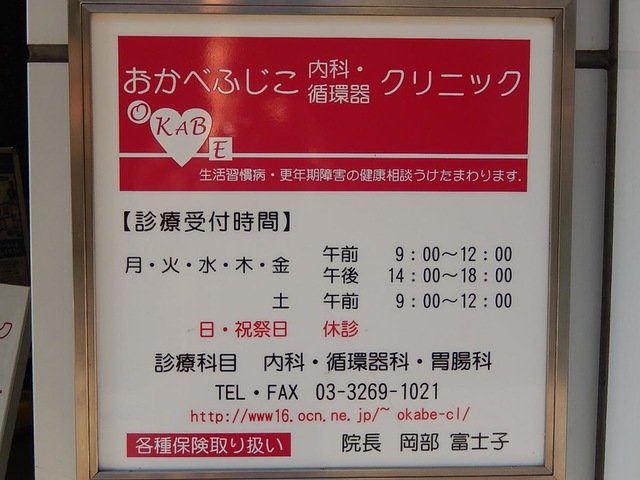 おかべふじこ 内科・循環器 クリニック
OKABE
生活習慣病・更年期障害の健康相談うけたまわります.
【診療受付時間】
月・火・水・木・金 午前 9:00〜12:00
午後 14:00〜18:00
土 午前 9:00〜12:00
日・祝祭日 休診
診療科目 内科・循環器科・胃腸科
TEL・FAX 03-3269-1021
http://www16.ocn.ne.jp/~okabe-cl/
各種保険取り扱い 院長 岡部 富士子